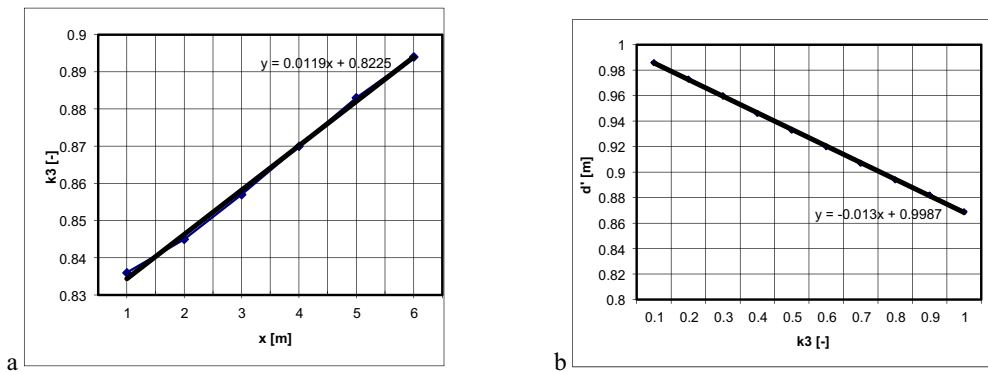 0.9
0.89
0.88
0.87
0.86
0.85
0.84
0.83
k3 [-]
y = 0.0119x + 0.8225
1 2 3 4 5 6
x [m]
a
1
0.98
0.96
0.94
0.92
0.9
0.88
0.86
0.84
0.82
0.8
d' [m]
y = -0.013x + 0.9987
0.1 0.2 0.3 0.4 0.5 0.6 0.7 0.8 0.9 1
k3 [-]
b